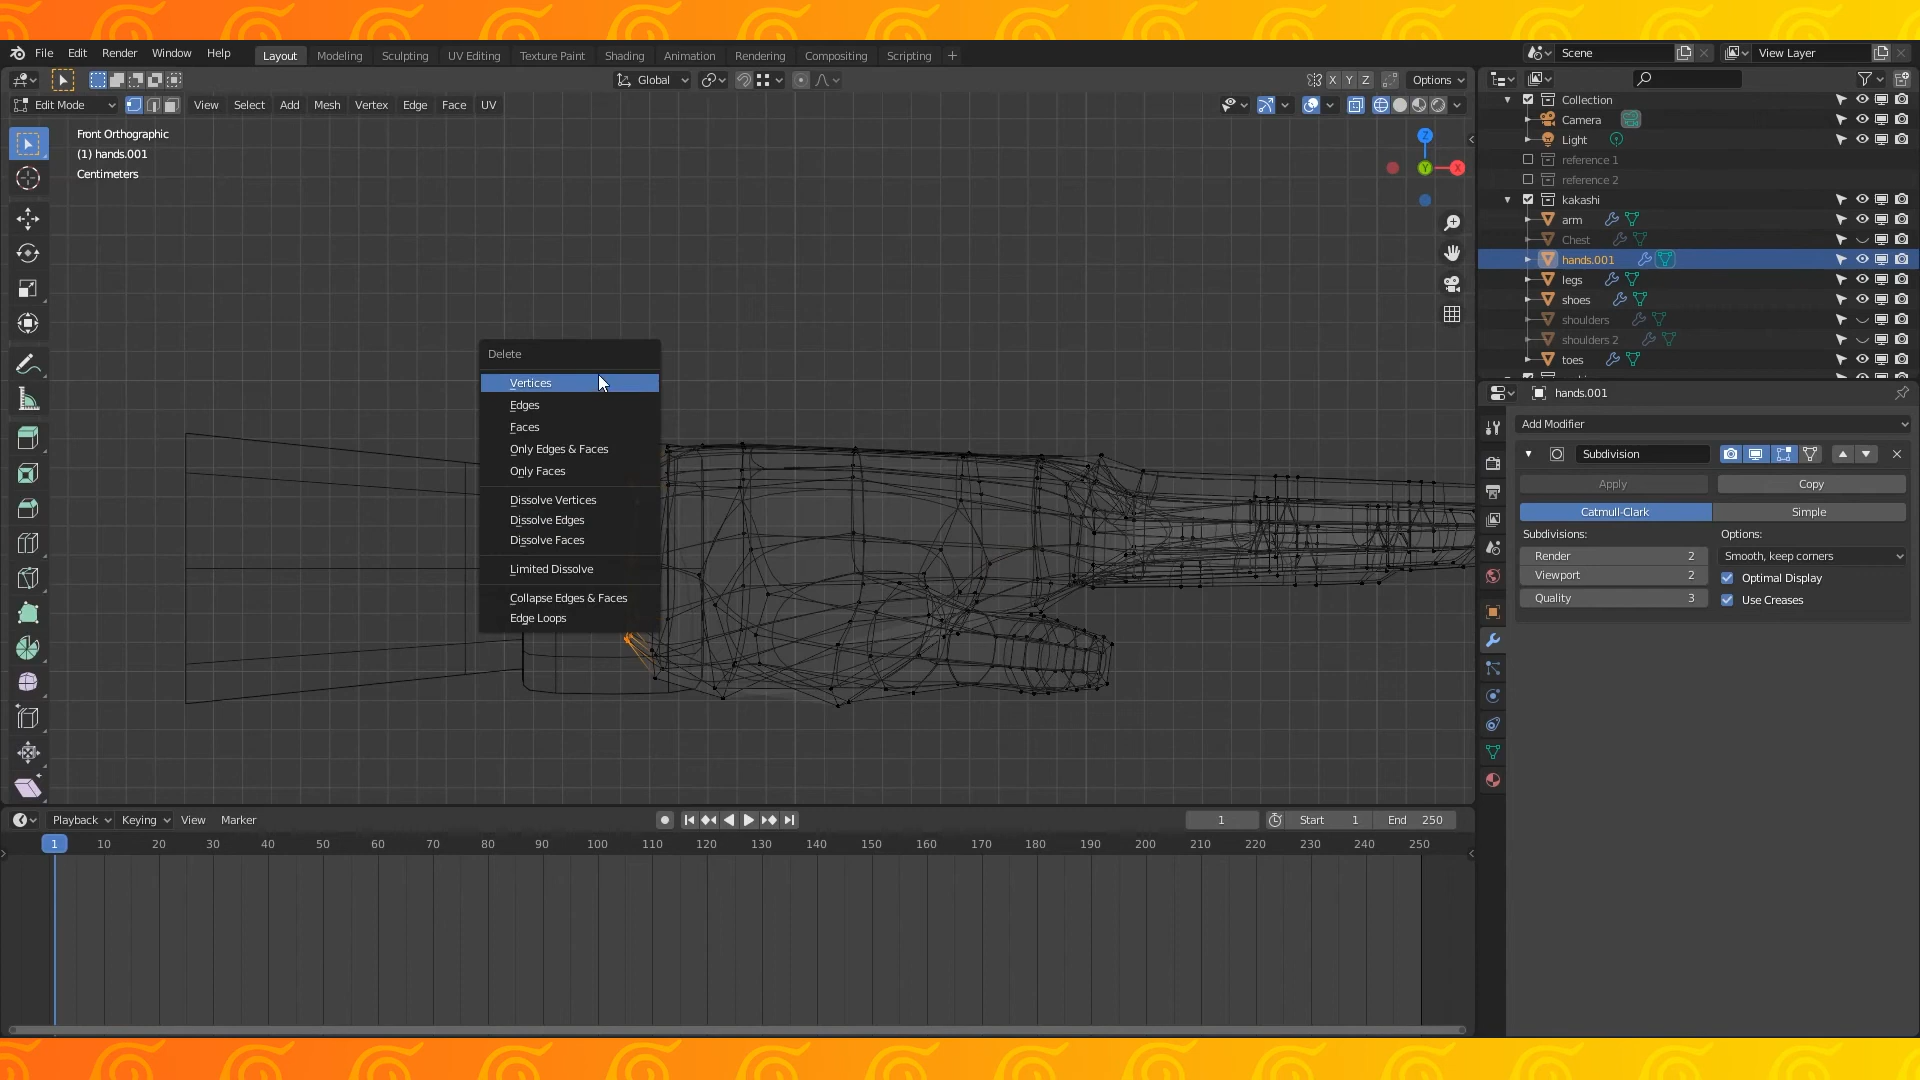 File Edit Render Window Help Layout Modeling Sculpting UV Editing Texture Paint Shading Animation Rendering Compositing Scripting + Scene View Layer
Global X Y Z Options
Edit Mode View Select Add Mesh Vertex Edge Face UV
Front Orthographic
(1) hands.001
Centimeters
Z
Y
X
Delete
Vertices
Edges
Faces
Only Edges & Faces
Only Faces
Dissolve Vertices
Dissolve Edges
Dissolve Faces
Limited Dissolve
Collapse Edges & Faces
Edge Loops
Collection
Camera
Light
reference 1
reference 2
kakashi
arm
Chest
hands.001
legs
shoes
shoulders
shoulders 2
toes
hands.001
Add Modifier
Subdivision
Apply Copy
Catmull-Clark Simple
Subdivisions: Options:
Render 2 Smooth, keep corners
Viewport 2 Optimal Display
Quality 3 Use Creases
Playback Keying View Marker 1 Start 1 End 250
1 10 20 30 40 50 60 70 80 90 100 110 120 130 140 150 160 170 180 190 200 210 220 230 240 250